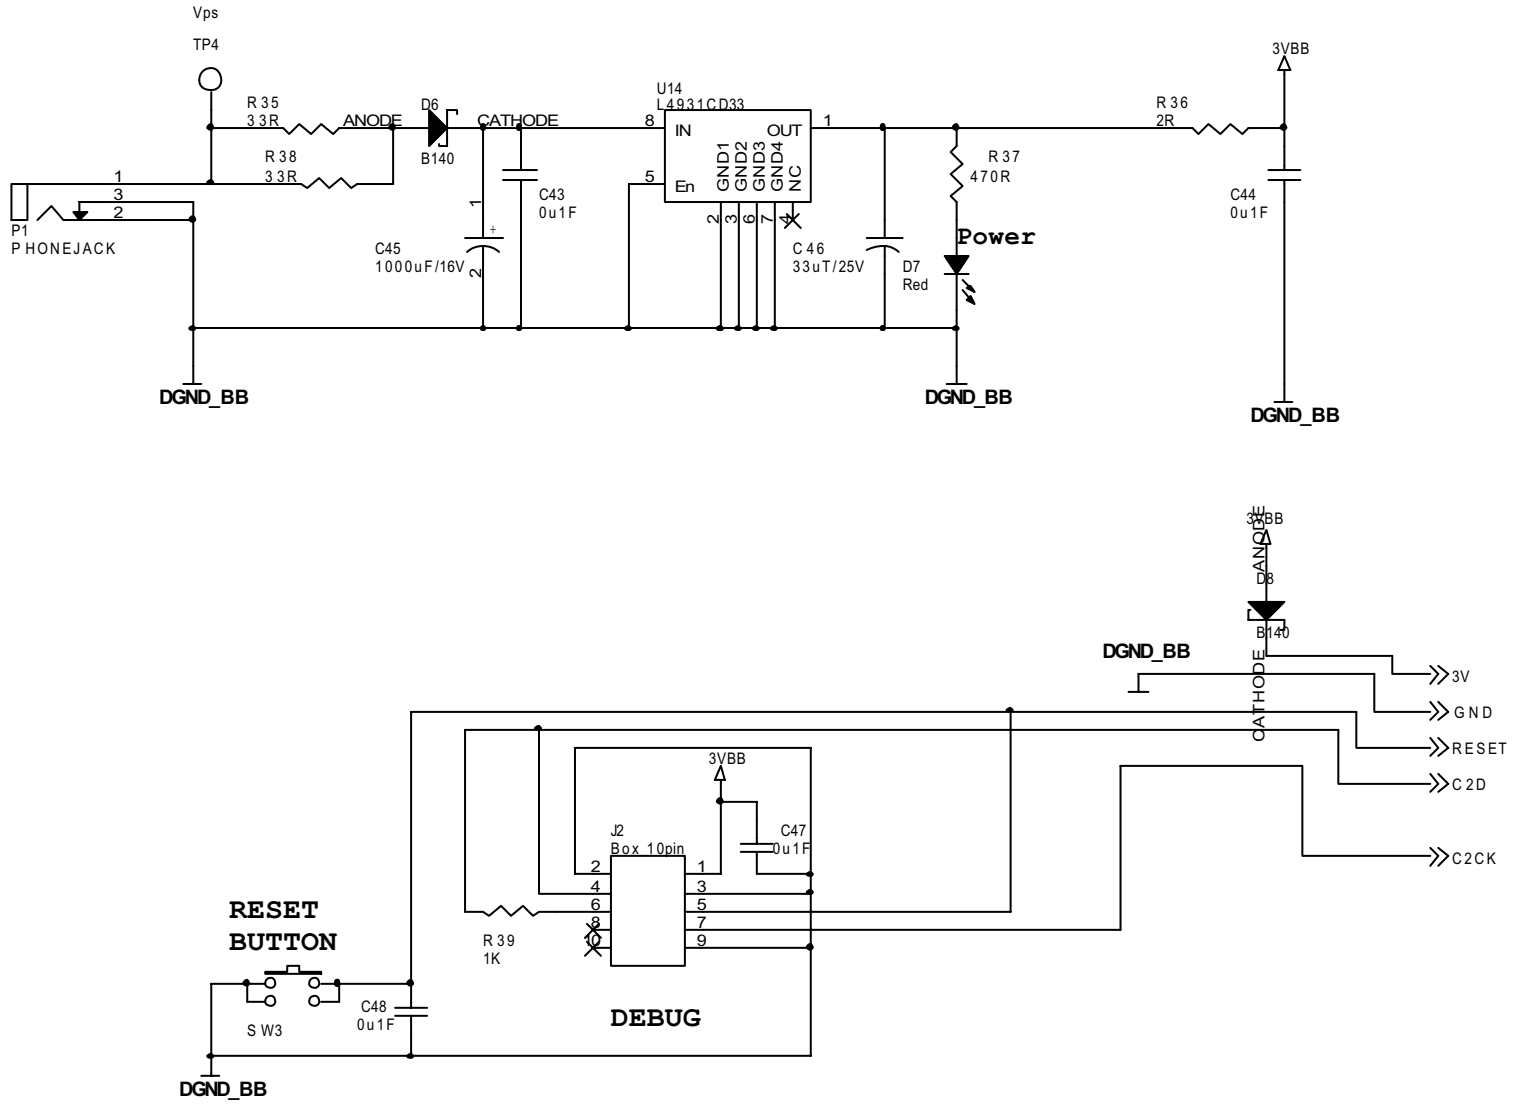 Vps
TP4
R35
33R
ANODE
D6
B140
CATHODE
R38
33R
1
3
2
P1
PHONEJACK
DGND_BB
C45
1000uF/16V
1
+
2
C43
0u1F
U14
L4931CD33
8
IN
OUT
1
5
En
GND1
GND2
GND3
GND4
NC
2
3
6
7
4
C46
33uT/25V
R37
470R
Power
D7
Red
DGND_BB
R36
2R
3VBB
C44
0u1F
DGND_BB
3VBB
ANODE
D8
B140
CATHODE
DGND_BB
3V
GND
RESET
C2D
C2CK
3VBB
C47
0u1F
J2
Box 10pin
2
1
4
3
6
5
8
7
10
9
R39
1K
DEBUG
RESET
BUTTON
SW3
C48
0u1F
DGND_BB